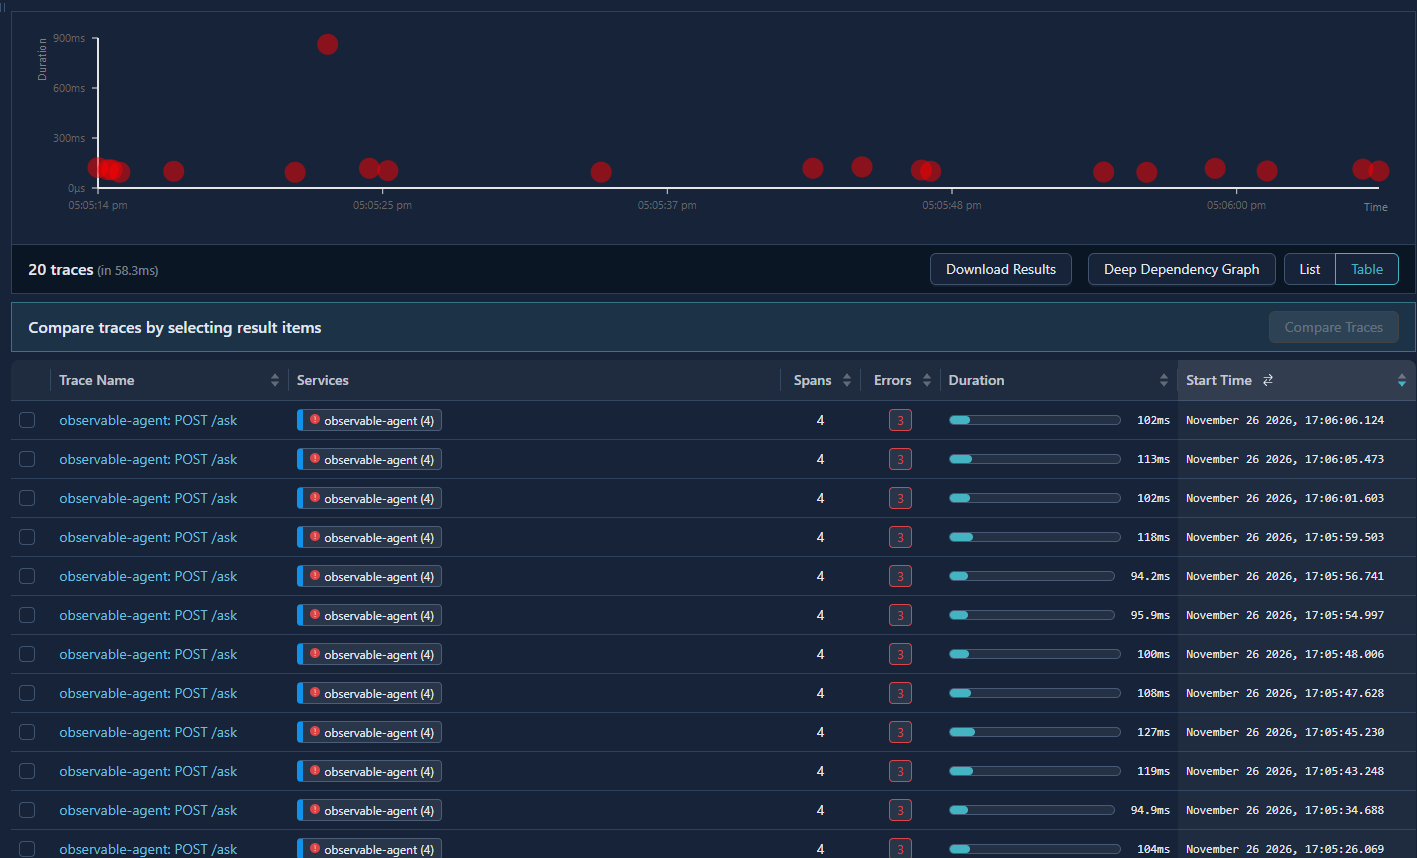 Duration
900ms
600ms
300ms
0μs
05:05:14 pm 05:05:25 pm 05:05:37 pm 05:05:48 pm 05:06:00 pm Time
20 traces (in 58.3ms) Download Results Deep Dependency Graph List Table
Compare traces by selecting result items Compare Traces
Trace Name Services Spans Errors Duration Start Time
observable-agent: POST /ask observable-agent (4) 4 3 102ms November 26 2026, 17:06:06.124
observable-agent: POST /ask observable-agent (4) 4 3 113ms November 26 2026, 17:06:05.473
observable-agent: POST /ask observable-agent (4) 4 3 102ms November 26 2026, 17:06:01.603
observable-agent: POST /ask observable-agent (4) 4 3 118ms November 26 2026, 17:05:59.503
observable-agent: POST /ask observable-agent (4) 4 3 94.2ms November 26 2026, 17:05:56.741
observable-agent: POST /ask observable-agent (4) 4 3 95.9ms November 26 2026, 17:05:54.997
observable-agent: POST /ask observable-agent (4) 4 3 100ms November 26 2026, 17:05:48.006
observable-agent: POST /ask observable-agent (4) 4 3 108ms November 26 2026, 17:05:47.628
observable-agent: POST /ask observable-agent (4) 4 3 127ms November 26 2026, 17:05:45.230
observable-agent: POST /ask observable-agent (4) 4 3 119ms November 26 2026, 17:05:43.248
observable-agent: POST /ask observable-agent (4) 4 3 94.9ms November 26 2026, 17:05:34.688
observable-agent: POST /ask observable-agent (4) 4 3 104ms November 26 2026, 17:05:26.069